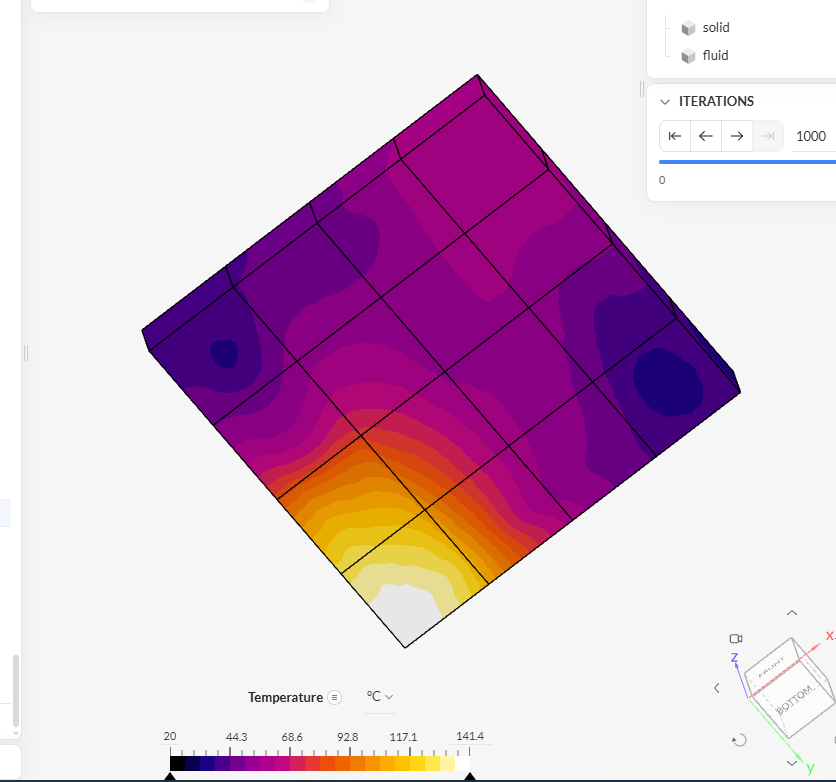 solid
fluid
ITERATIONS
1000
0
Temperature
°C
20 44.3 68.6 92.8 117.1 141.4
X
Z
FRONT
BOTTOM
y